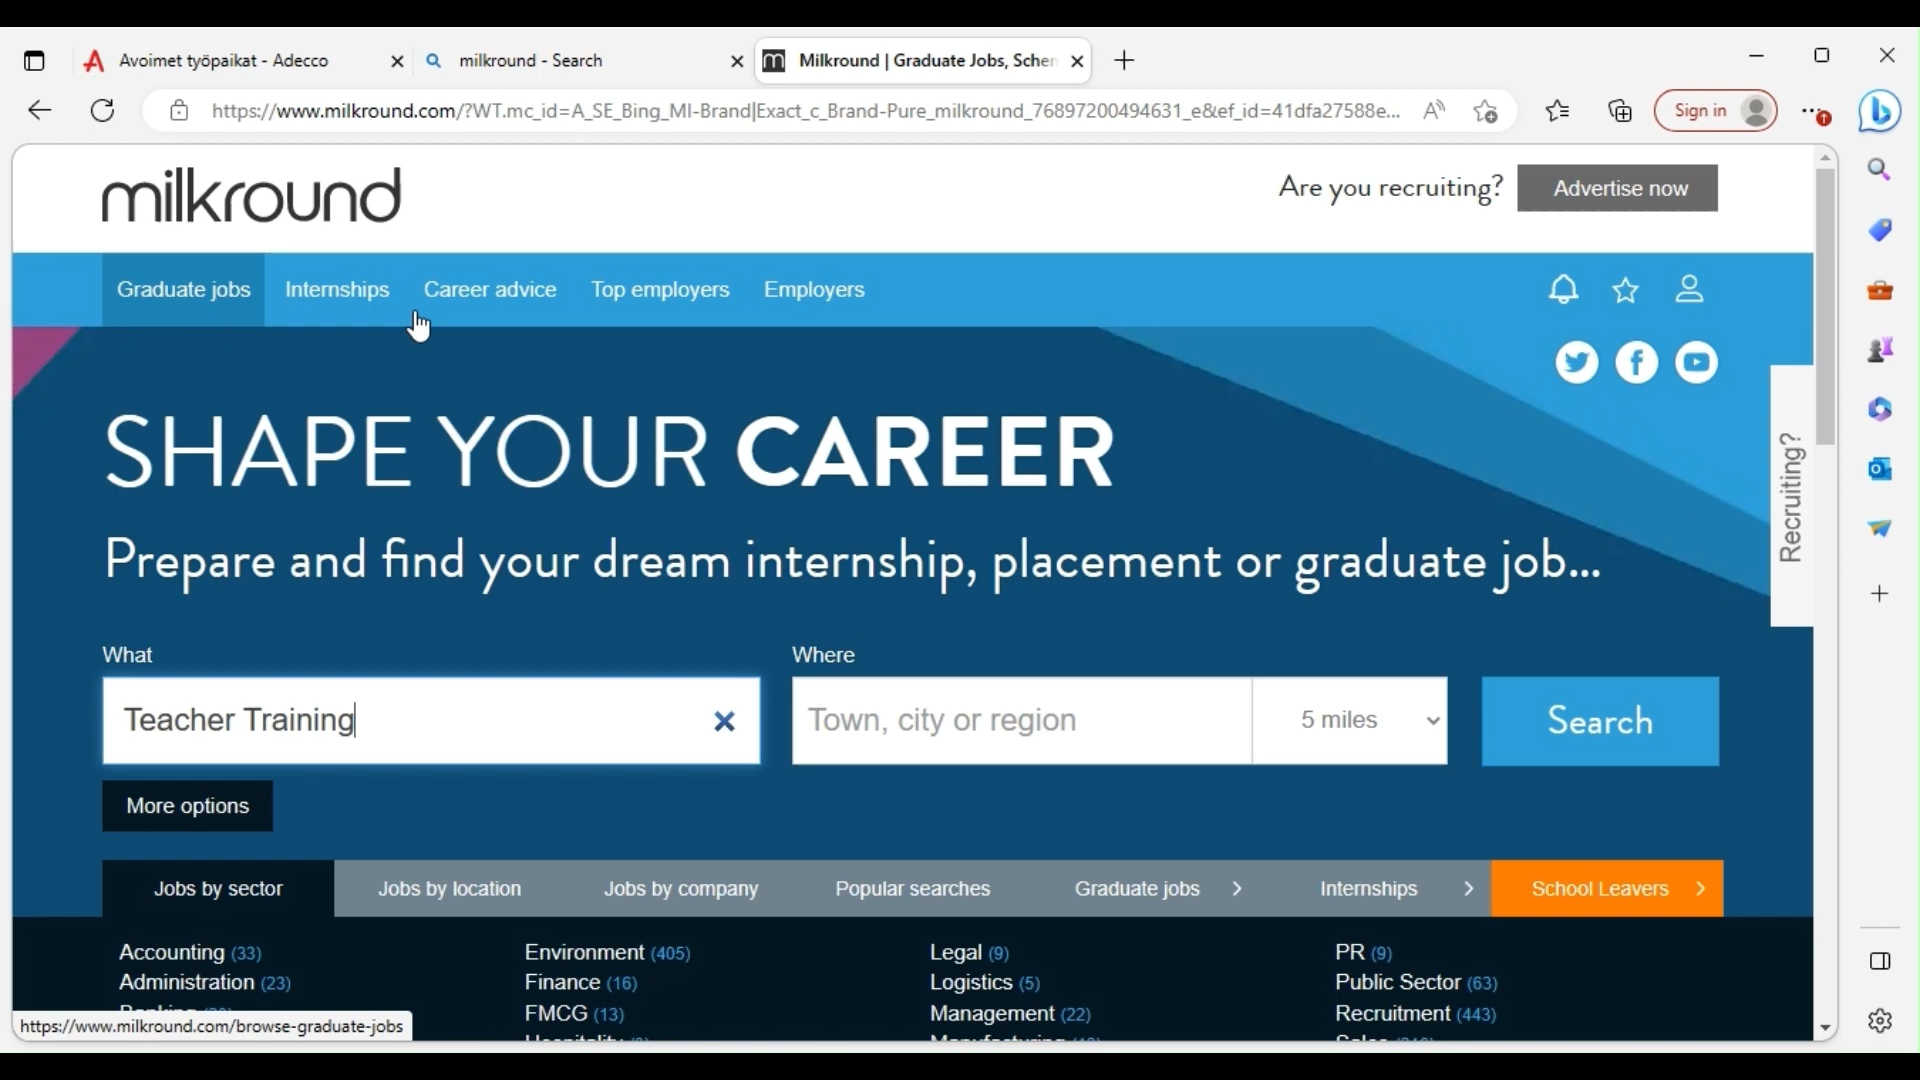 Avoimet työpaikat - Adecco
milkround - Search
Milkround | Graduate Jobs, Schem
https://www.milkround.com/?WT.mc_id=A_SE_Bing_MI-Brand|Exact_c_Brand-Pure_milkround_76897200494631_e&ef_id=41dfa27588e...
Sign in
milkround
Are you recruiting?
Advertise now
Graduate jobs
Internships
Career advice
Top employers
Employers
SHAPE YOUR CAREER
Prepare and find your dream internship, placement or graduate job...
Recruiting?
What
Where
Teacher Training
Town, city or region
5 miles
Search
More options
Jobs by sector
Jobs by location
Jobs by company
Popular searches
Graduate jobs
Internships
School Leavers
Accounting (33)
Environment (405)
Legal (9)
PR (9)
Administration (23)
Finance (16)
Logistics (5)
Public Sector (63)
FMCG (13)
Management (22)
Recruitment (443)
https://www.milkround.com/browse-graduate-jobs